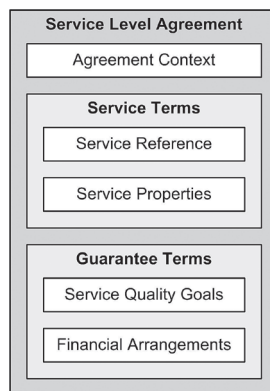 Service Level Agreement
Agreement Context
Service Terms
Service Reference
Service Properties
Guarantee Terms
Service Quality Goals
Financial Arrangements